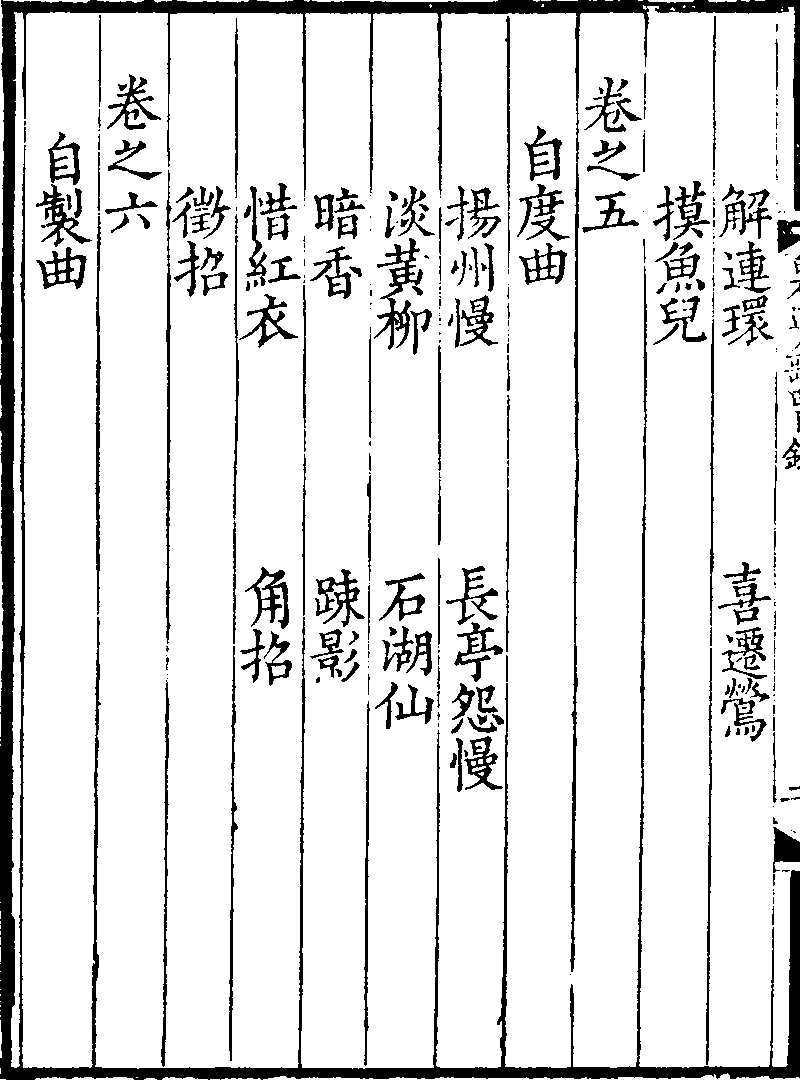 解連環 喜遷鶯
摸魚兒
卷之五
自度曲
揚州慢 長亭怨慢
淡黄柳 石湖仙
暗香 踈影
惜紅衣 角招
徵招
卷之六
自製曲